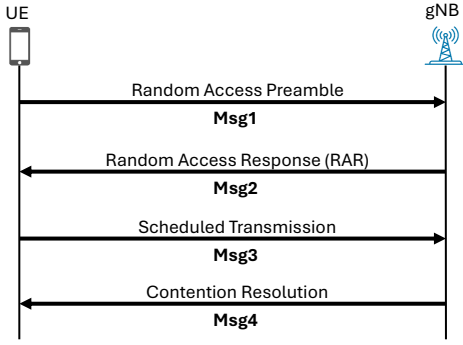 UE
gNB
Random Access Preamble
Msg1
Random Access Response (RAR)
Msg2
Scheduled Transmission
Msg3
Contention Resolution
Msg4